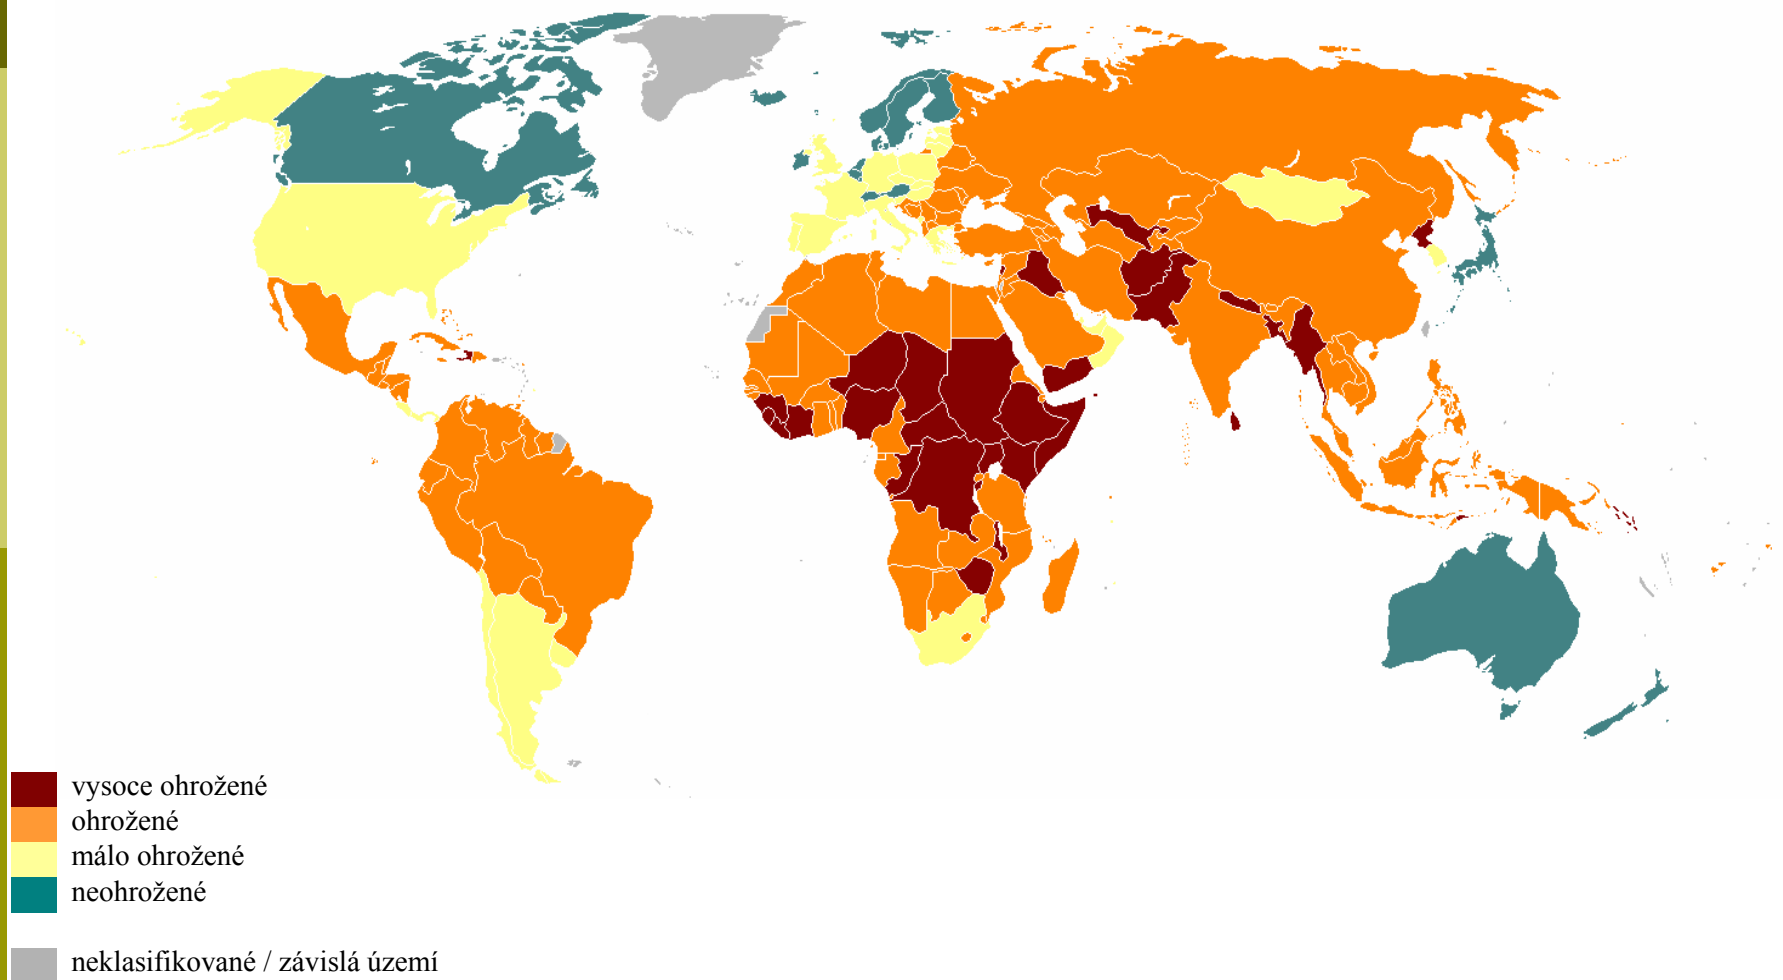 vysoce ohrožené
ohrožené
málo ohrožené
neohrožené
neklasifikované / závislá území